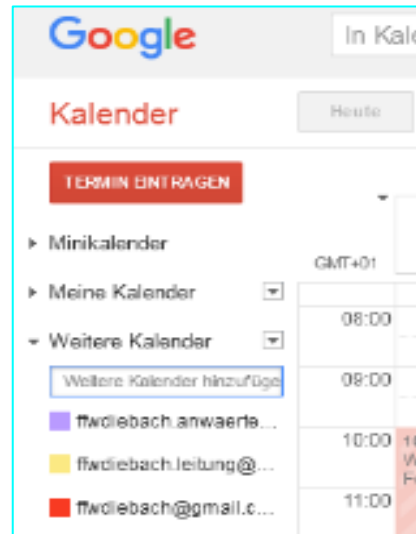 Google
In Kale
Kalender
Heute
TERMIN EINTRAGEN
Minikalender
GMT+01
Meine Kalender
08:00
Weitere Kalender
Weitere Kalender hinzufüge
09:00
ffwdiebach.anwaerte...
10:00
ffwdiebach.leitung@...
11:00
ffwdiebach@gmail.c...